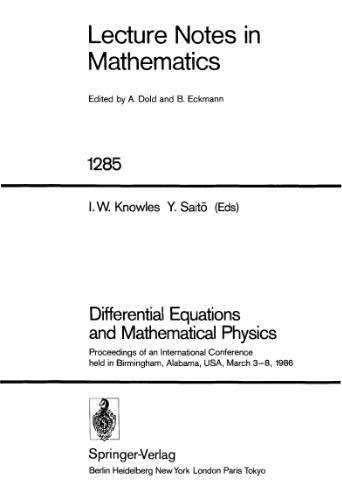 Lecture Notes in
Mathematics
Edited by A. Dold and B. Eckmann
1285
I.W. Knowles Y. Saitō (Eds)
Differential Equations
and Mathematical Physics
Proceedings of an International Conference
held in Birmingham, Alabama, USA, March 3–8, 1986
Springer-Verlag
Berlin Heidelberg New York London Paris Tokyo